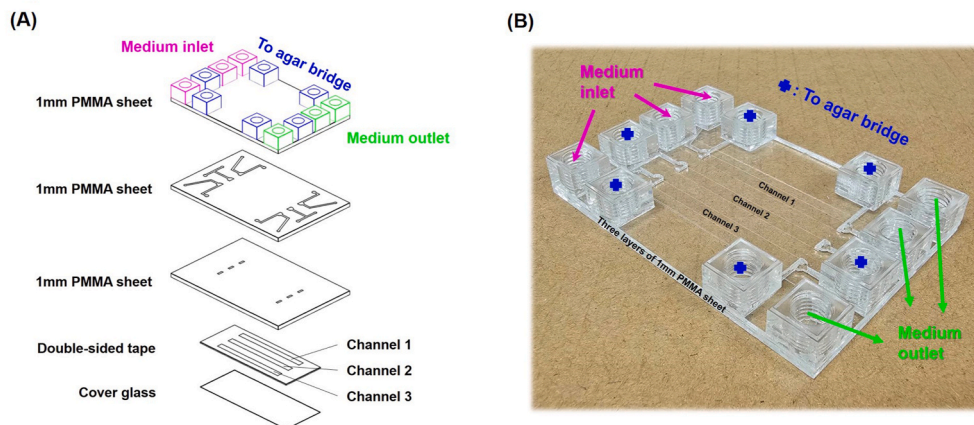 (A)
Medium inlet
To agar bridge
1mm PMMA sheet
Medium outlet
1mm PMMA sheet
1mm PMMA sheet
Double-sided tape
Channel 1
Channel 2
Cover glass
Channel 3
(B)
Medium
inlet
: To agar bridge
Channel 1
Channel 2
Channel 3
Three layers of 1mm PMMA sheet
Medium
outlet